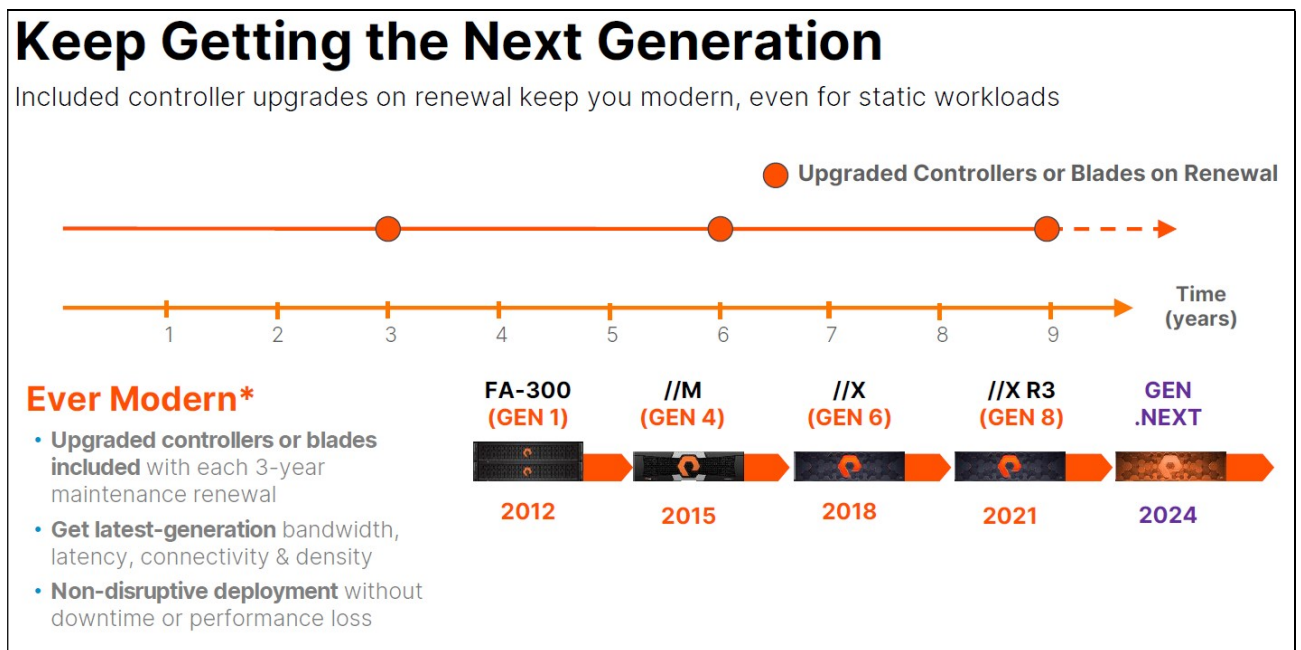 Keep Getting the Next Generation
Included controller upgrades on renewal keep you modern, even for static workloads
Upgraded Controllers or Blades on Renewal
Time
(years)
1 2 3 4 5 6 7 8 9
Ever Modern*
• Upgraded controllers or blades
included with each 3-year
maintenance renewal
• Get latest-generation bandwidth,
latency, connectivity & density
• Non-disruptive deployment without
downtime or performance loss
FA-300
(GEN 1)
2012
//M
(GEN 4)
2015
//X
(GEN 6)
2018
//X R3
(GEN 8)
2021
GEN
.NEXT
2024